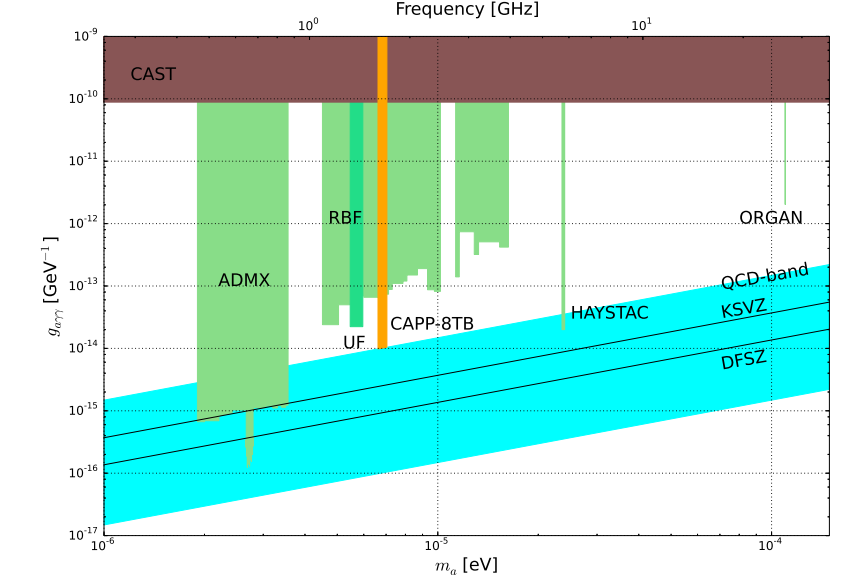 Frequency [GHz]
10⁰ 10¹
10⁻⁹
CAST
10⁻¹⁰
10⁻¹¹
10⁻¹²
RBF
ORGAN
10⁻¹³
ADMX
QCD-band
KSVZ
HAYSTAC
CAPP-8TB
UF
10⁻¹⁴
DFSZ
10⁻¹⁵
10⁻¹⁶
10⁻¹⁷
g_aγγ [GeV⁻¹]
10⁻⁶ 10⁻⁵ 10⁻⁴
m_a [eV]